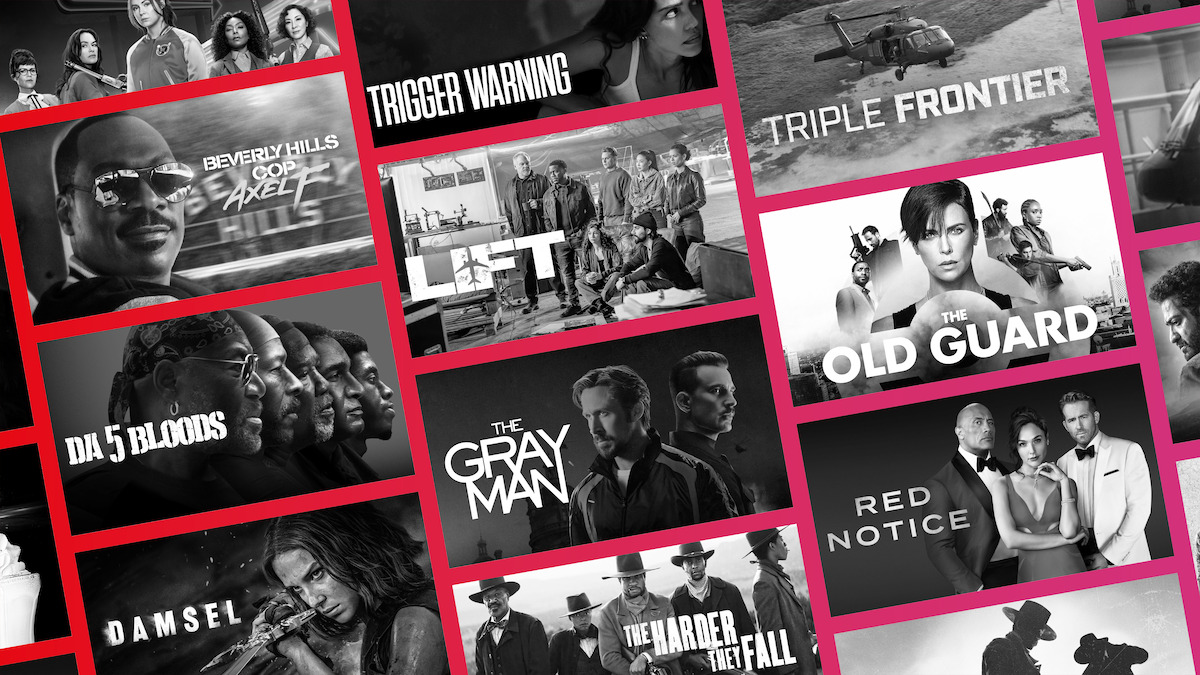 TRIGGER WARNING
TRIPLE FRONTIER
BEVERLY HILLS
COP
AXEL F
LIFT
THE
OLD GUARD
DA 5 BLOODS
THE
GRAY
MAN
RED
NOTICE
DAMSEL
THE HARDER
THEY FALL